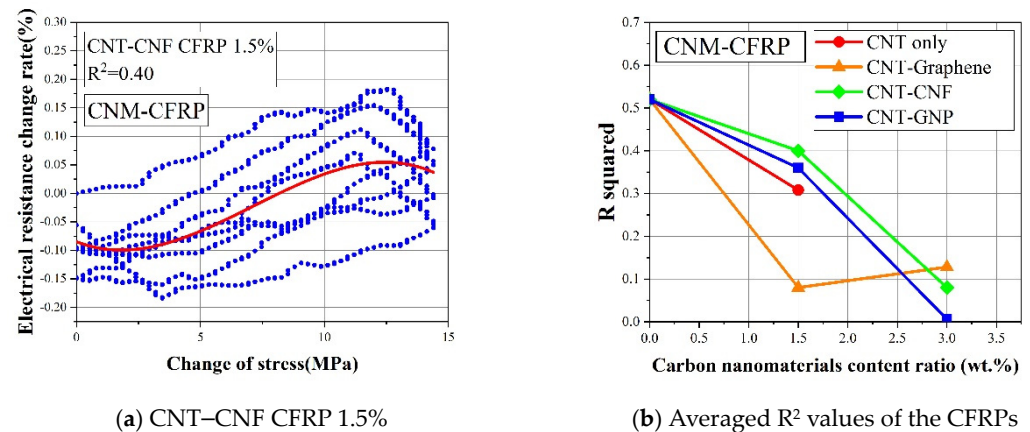 0.30
0.25
0.20
0.15
0.10
0.05
0.00
-0.05
-0.10
-0.15
-0.20
Electrical resistance change rate(%)
CNT-CNF CFRP 1.5%
R²=0.40
CNM-CFRP
0
5
10
15
Change of stress(MPa)
(a) CNT–CNF CFRP 1.5%
0.7
0.6
0.5
0.4
0.3
0.2
0.1
0.0
R squared
CNM-CFRP
CNT only
CNT-Graphene
CNT-CNF
CNT-GNP
0.0
0.5
1.0
1.5
2.0
2.5
3.0
3.5
Carbon nanomaterials content ratio (wt.%)
(b) Averaged R² values of the CFRPs